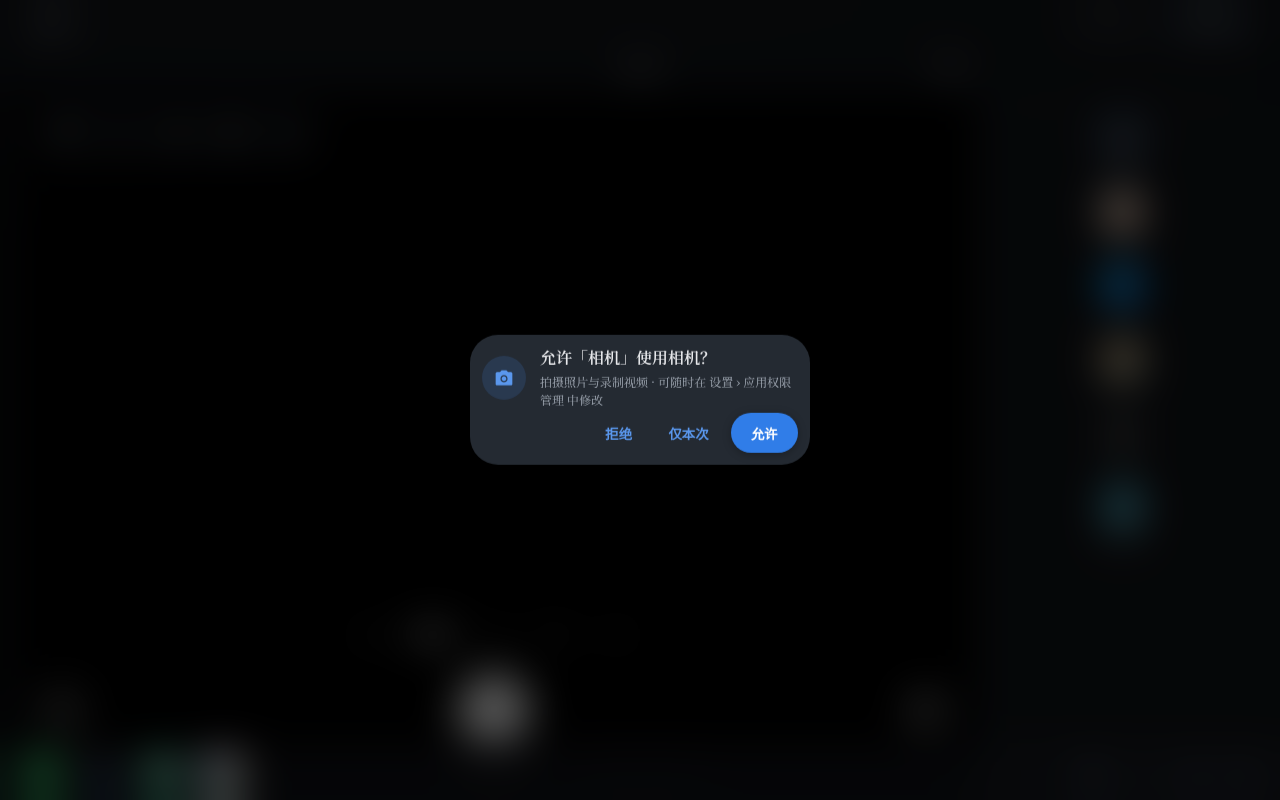 允许「相机」使用相机?
拍摄照片与录制视频 · 可随时在 设置 › 应用权限
管理 中修改
拒绝 仅本次 允许